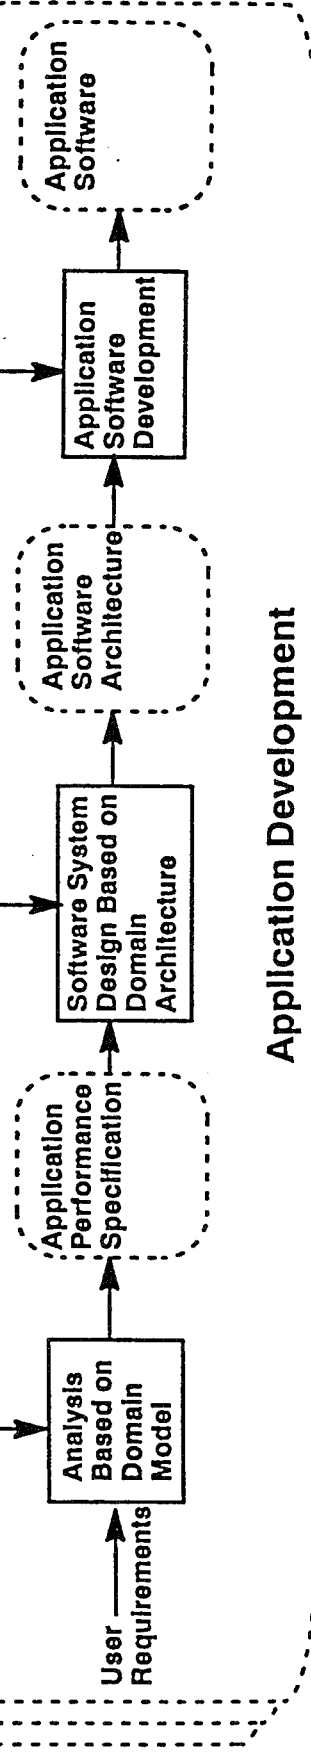 User
Requirements
Analysis
Based on
Domain
Model
Application
Performance
Specification
Software System
Design Based on
Domain
Architecture
Application
Software
Architecture
Application
Software
Development
Application
Software
Application Development